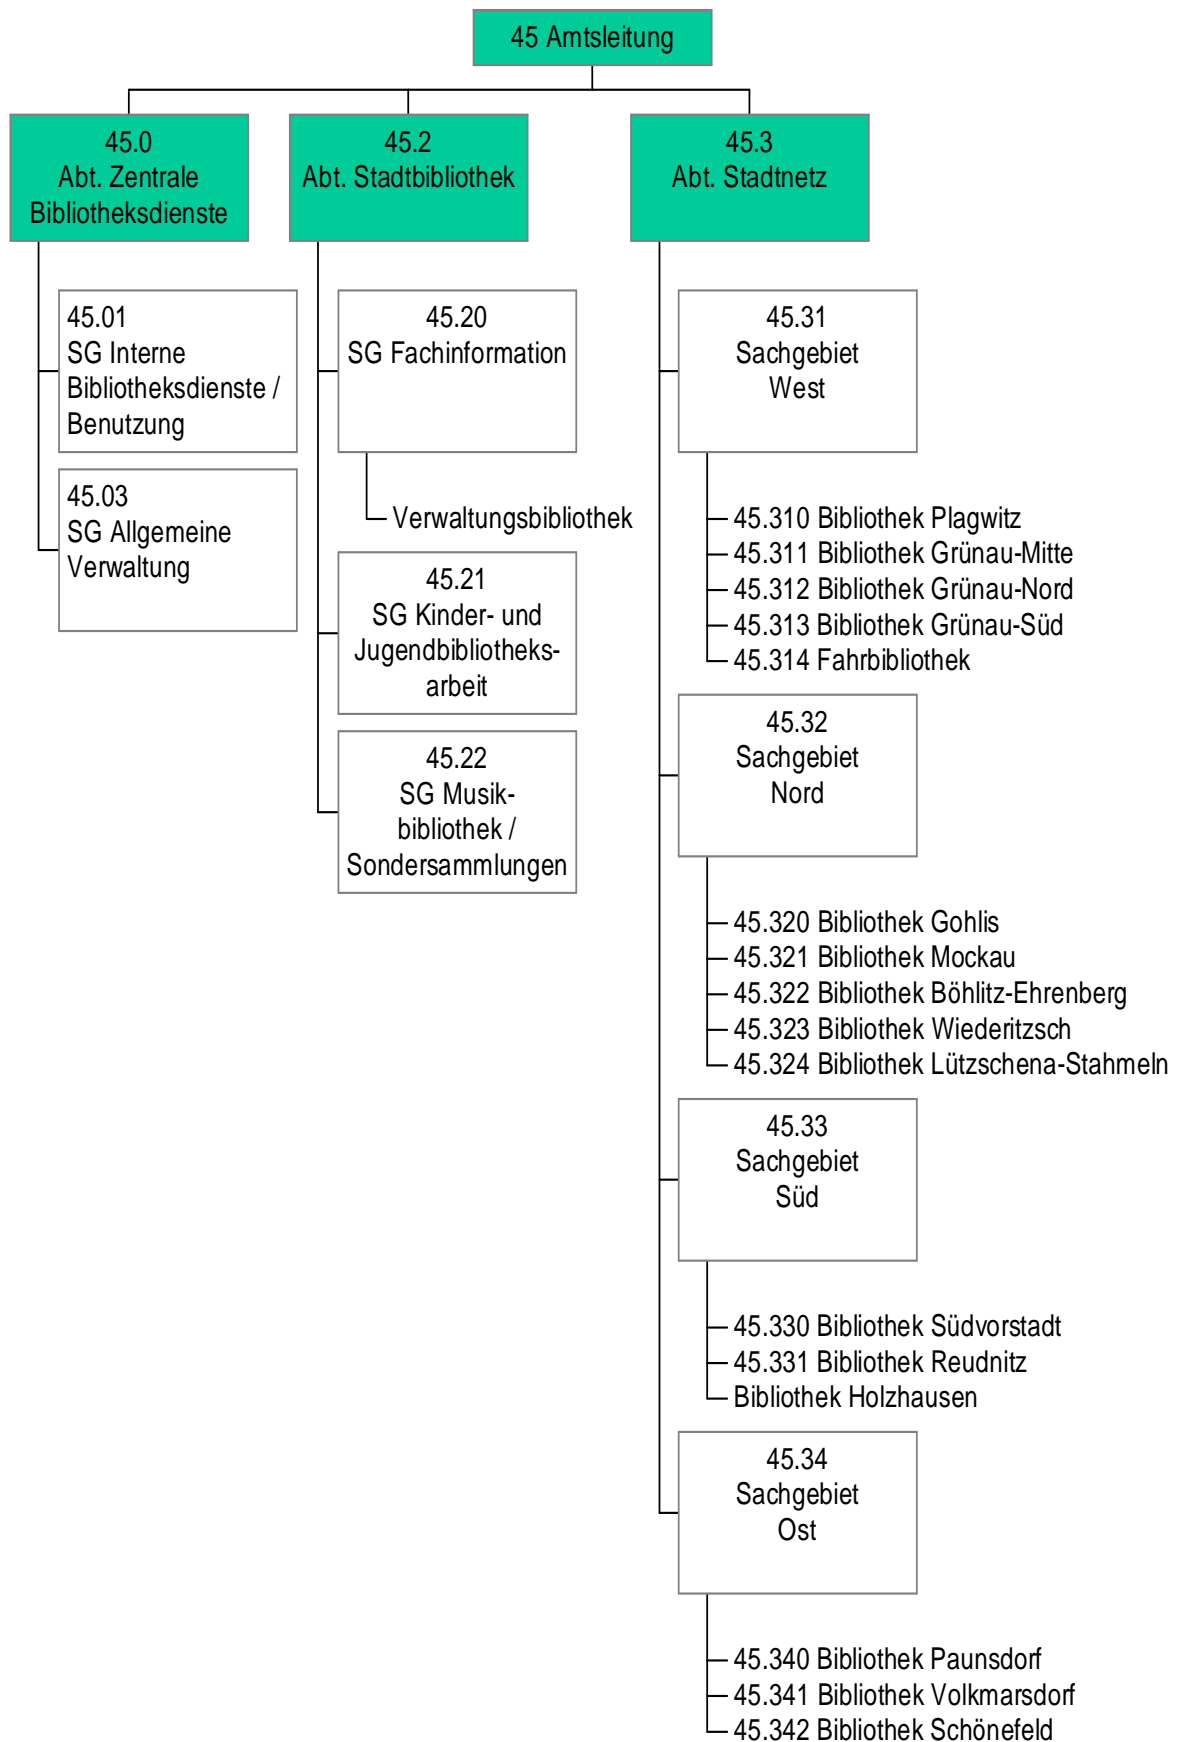 45 Amtsleitung
45.0
Abt. Zentrale
Bibliotheksdienste
45.01
SG Interne
Bibliotheksdienste /
Benutzung
45.03
SG Allgemeine
Verwaltung
45.2
Abt. Stadtbibliothek
45.20
SG Fachinformation
Verwaltungsbibliothek
45.21
SG Kinder- und
Jugendbibliotheks-
arbeit
45.22
SG Musik-
bibliothek /
Sondersammlungen
45.3
Abt. Stadtnetz
45.31
Sachgebiet
West
45.310 Bibliothek Plagwitz
45.311 Bibliothek Grünau-Mitte
45.312 Bibliothek Grünau-Nord
45.313 Bibliothek Grünau-Süd
45.314 Fahrbibliothek
45.32
Sachgebiet
Nord
45.320 Bibliothek Gohlis
45.321 Bibliothek Mockau
45.322 Bibliothek Böhlitz-Ehrenberg
45.323 Bibliothek Wiederitzsch
45.324 Bibliothek Lützschena-Stahmeln
45.33
Sachgebiet
Süd
45.330 Bibliothek Südvorstadt
45.331 Bibliothek Reudnitz
Bibliothek Holzhausen
45.34
Sachgebiet
Ost
45.340 Bibliothek Paunsdorf
45.341 Bibliothek Volkmarsdorf
45.342 Bibliothek Schönefeld